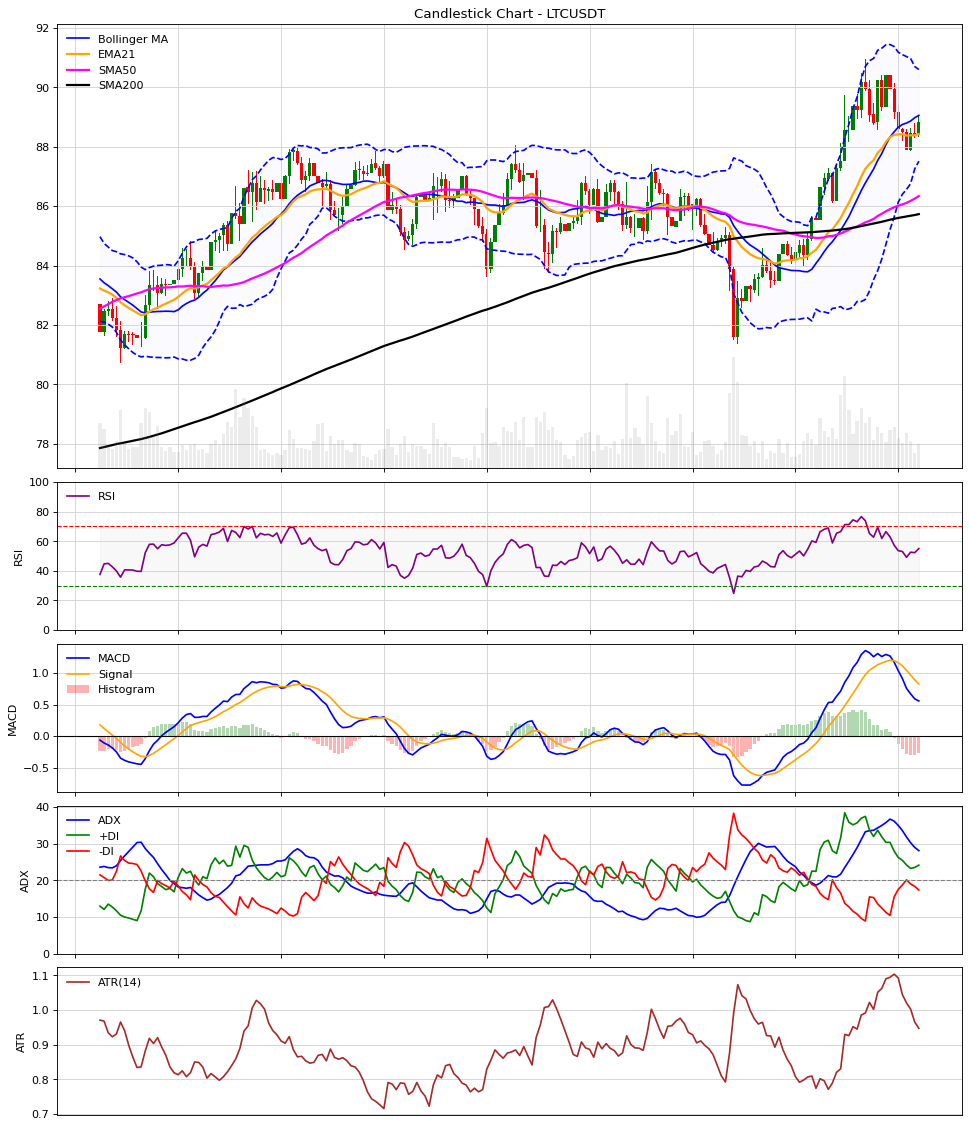 Candlestick Chart - LTCUSDT
92
90
88
86
84
82
80
78
Bollinger MA
EMA21
SMA50
SMA200
100
80
60
40
20
0
RSI
RSI
1.0
0.5
0.0
−0.5
MACD
MACD
Signal
Histogram
40
30
20
10
0
ADX
ADX
+DI
-DI
1.1
1.0
0.9
0.8
0.7
ATR
ATR(14)